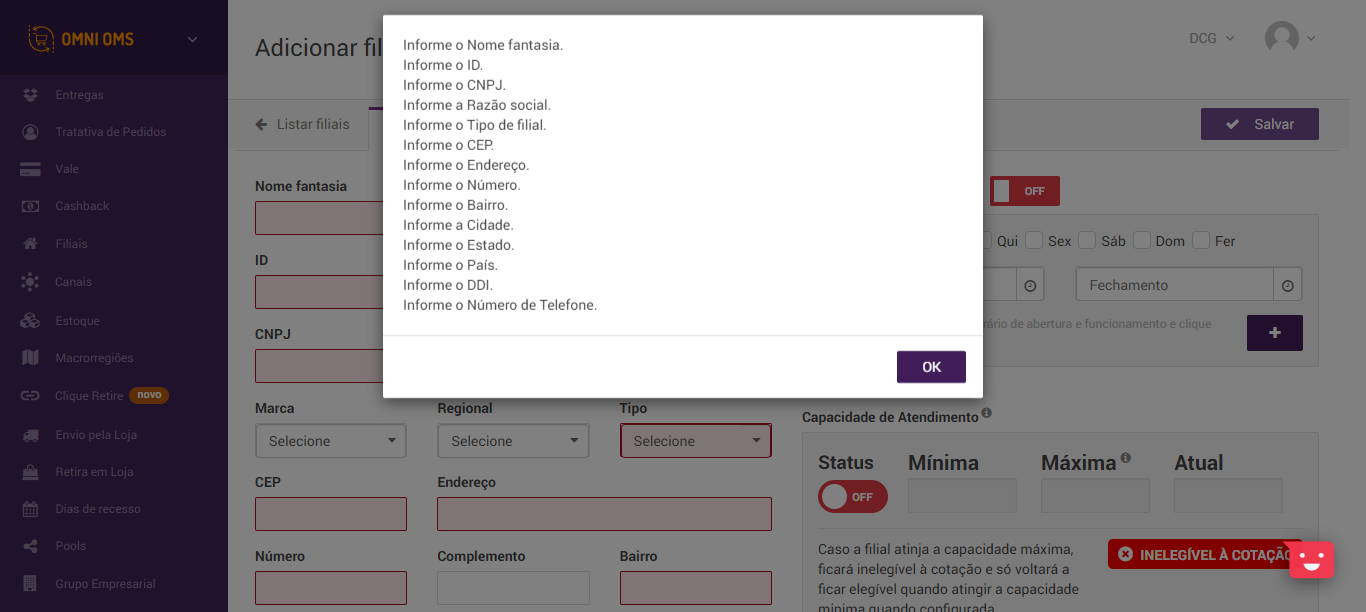 OMNI OMS
Entregas
Tratativa de Pedidos
Vale
Cashback
Filiais
Canais
Estoque
Macrorregiões
Clique Retire novo
Envio pela Loja
Retira em Loja
Dias de recesso
Pools
Grupo Empresarial
Adicionar fil
DCG
Listar filiais
Salvar
Informe o Nome fantasia.
Informe o ID.
Informe o CNPJ.
Informe a Razão social.
Informe o Tipo de filial.
Informe o CEP.
Informe o Endereço.
Informe o Número.
Informe o Bairro.
Informe a Cidade.
Informe o Estado.
Informe o País.
Informe o DDI.
Informe o Número de Telefone.
OK
Nome fantasia
ID
CNPJ
Marca Regional Tipo
Selecione Selecione Selecione
CEP Endereço
Número Complemento Bairro
OFF
Qui Sex Sáb Dom Fer
Fechamento
rário de abertura e funcionamento e clique
Capacidade de Atendimento
Status Mínima Máxima Atual
OFF
Caso a filial atinja a capacidade máxima,
ficará inelegível à cotação e só voltará a
ficar elegível quando atingir a capacidade
minima quando configurada
INELEGÍVEL À COTAÇÃO